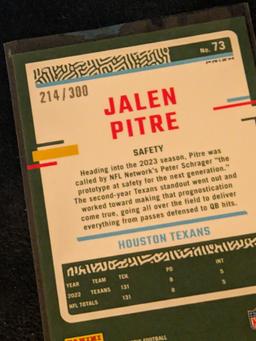 No. 73
214/300
JALEN
PITRE
SAFETY
Heading into the 2023 season, Pitre was
called by NFL Network's Peter Schrager "the
prototype at safety for the next generation."
The second-year Texans standout went out and
worked toward making that prognostication
come true, going all over the field to deliver
everything from passes defensed to QB hits.
HOUSTON TEXANS
YEAR TEAM TCK PD INT
2022 TEXANS 131 8 5
NFL TOTALS 131 8 5
PANINI
FOOTBALL